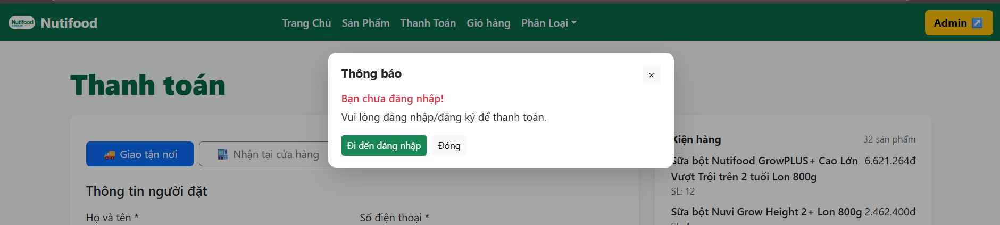 Nutifood
SWEDEN
Nutifood
Trang Chủ
Sản Phẩm
Thanh Toán
Giỏ hàng
Phân Loại
Admin
Thanh toán
Thông báo
×
Bạn chưa đăng nhập!
Vui lòng đăng nhập/đăng ký để thanh toán.
Đi đến đăng nhập
Đóng
Giao tận nơi
Nhận tại cửa hàng
Thông tin người đặt
Họ và tên *
Số điện thoại *
Kiện hàng
32 sản phẩm
Sữa bột Nutifood GrowPLUS+ Cao Lớn 6.621.264đ
Vượt Trội trên 2 tuổi Lon 800g
SL: 12
Sữa bột Nuvi Grow Height 2+ Lon 800g 2.462.400đ